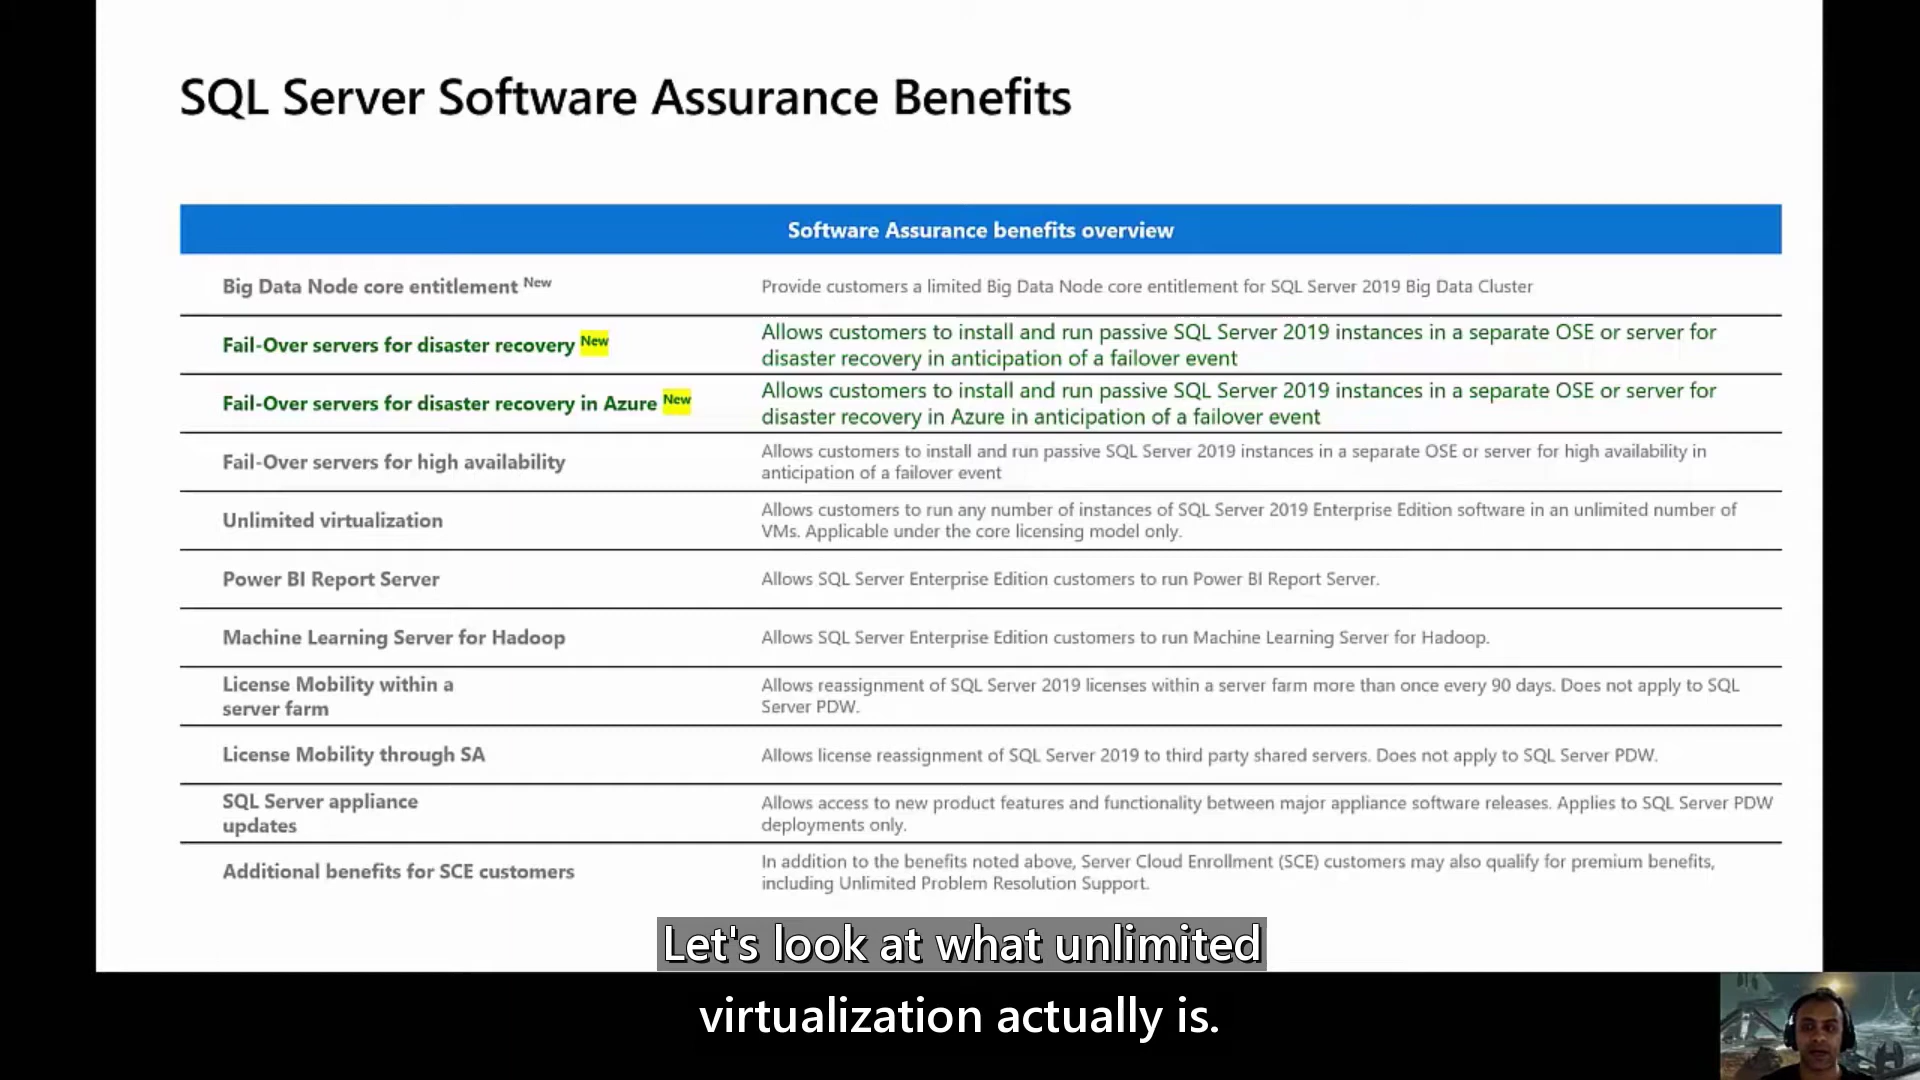 SQL Server Software Assurance Benefits
Software Assurance benefits overview
Big Data Node core entitlement New
Provide customers a limited Big Data Node core entitlement for SQL Server 2019 Big Data Cluster
Fail-Over servers for disaster recovery New
Allows customers to install and run passive SQL Server 2019 instances in a separate OSE or server for
disaster recovery in anticipation of a failover event
Fail-Over servers for disaster recovery in Azure New
Allows customers to install and run passive SQL Server 2019 instances in a separate OSE or server for
disaster recovery in Azure in anticipation of a failover event
Fail-Over servers for high availability
Allows customers to install and run passive SQL Server 2019 instances in a separate OSE or server for high availability in
anticipation of a failover event
Unlimited virtualization
Allows customers to run any number of instances of SQL Server 2019 Enterprise Edition software in an unlimited number of
VMs. Applicable under the core licensing model only.
Power BI Report Server
Allows SQL Server Enterprise Edition customers to run Power BI Report Server.
Machine Learning Server for Hadoop
Allows SQL Server Enterprise Edition customers to run Machine Learning Server for Hadoop.
License Mobility within a
server farm
Allows reassignment of SQL Server 2019 licenses within a server farm more than once every 90 days. Does not apply to SQL
Server PDW.
License Mobility through SA
Allows license reassignment of SQL Server 2019 to third party shared servers. Does not apply to SQL Server PDW.
SQL Server appliance
updates
Allows access to new product features and functionality between major appliance software releases. Applies to SQL Server PDW
deployments only.
Additional benefits for SCE customers
In addition to the benefits noted above, Server Cloud Enrollment (SCE) customers may also qualify for premium benefits,
including Unlimited Problem Resolution Support.
Let's look at what unlimited
virtualization actually is.